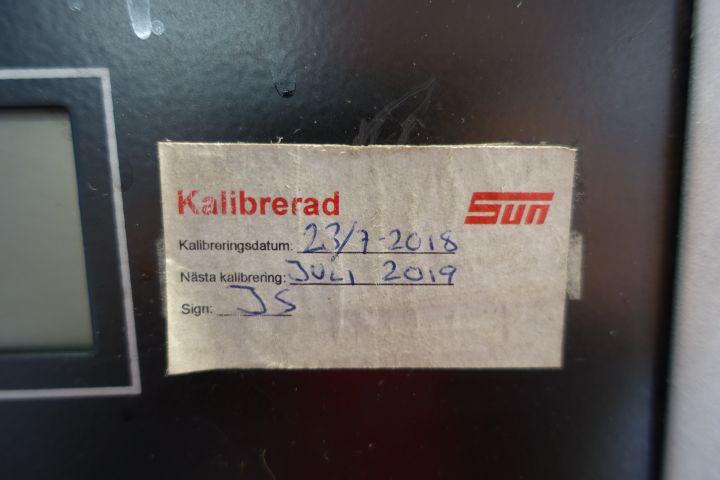 Kalibrerad Sun
Kalibreringsdatum: 23/7-2018
Nästa kalibrering: JULI 2019
Sign: JS